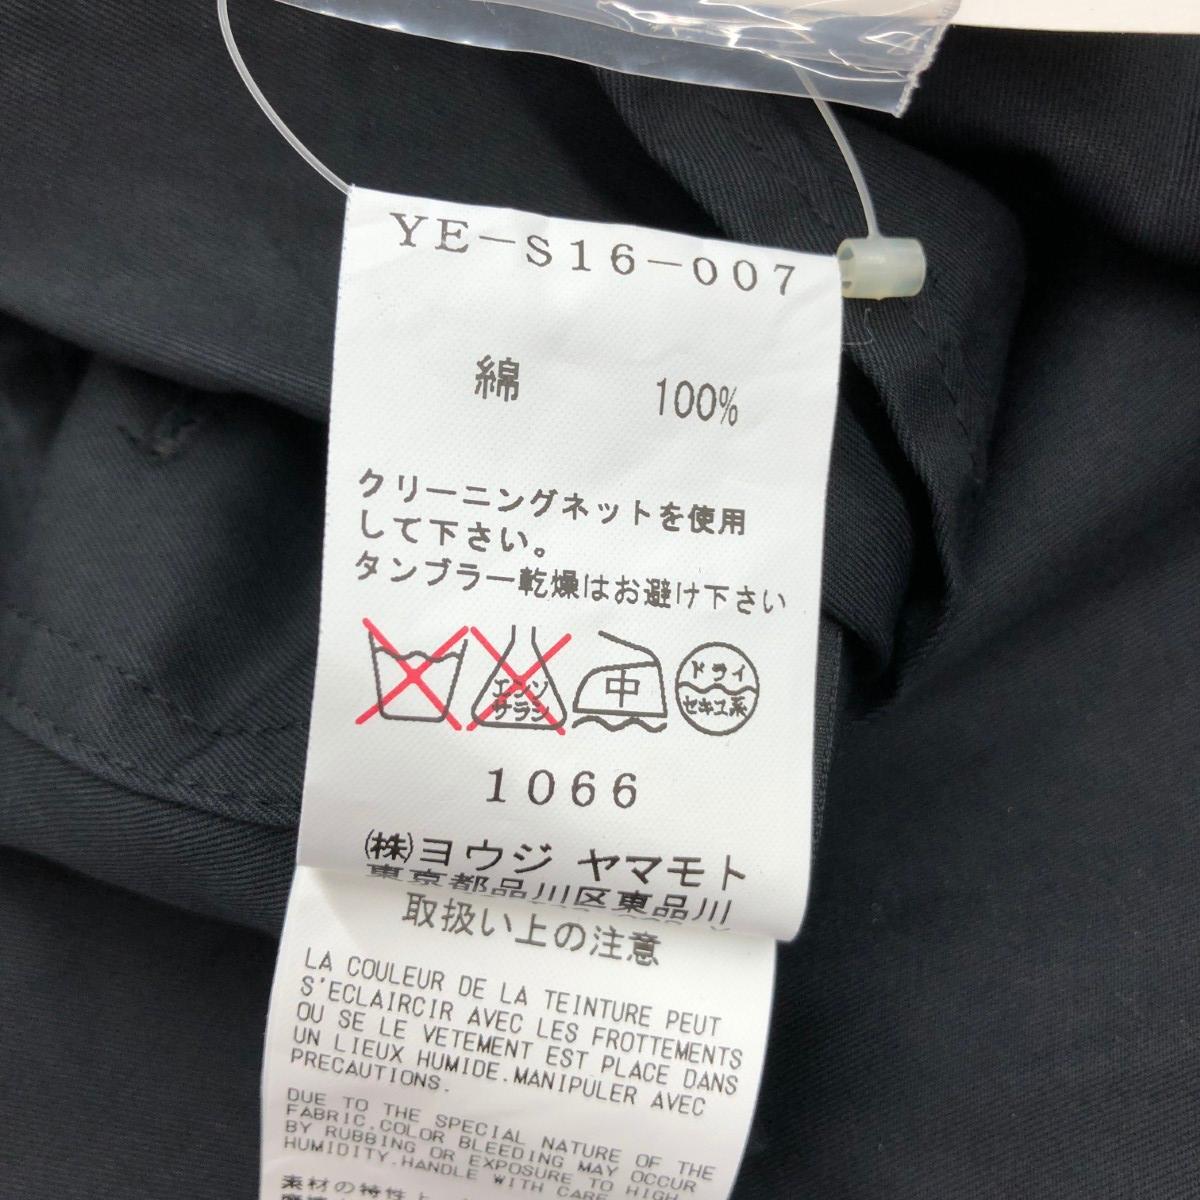 YE-S16-007
綿 100%
クリーニングネットを使用
して下さい。
タンブラー乾燥はお避け下さい
エンソ
サラシ
中
ドライ
セキユ系
1066
(株)ヨウジ ヤマモト
東京都品川区東品川
取扱い上の注意
LA COULEUR DE LA TEINTURE PEUT
S'ECLAIRCIR AVEC LES FROTTEMENTS
OU SE LE VETEMENT EST PLACE DANS
UN LIEUX HUMIDE.MANIPULER AVEC
PRECAUTIONS.
DUE TO THE SPECIAL NATURE OF THE
FABRIC,COLOR BLEEDING MAY OCCUR
BY RUBBING OR EXPOSURE TO HIGH
HUMIDITY.HANDLE WITH CARE
素材の特性上